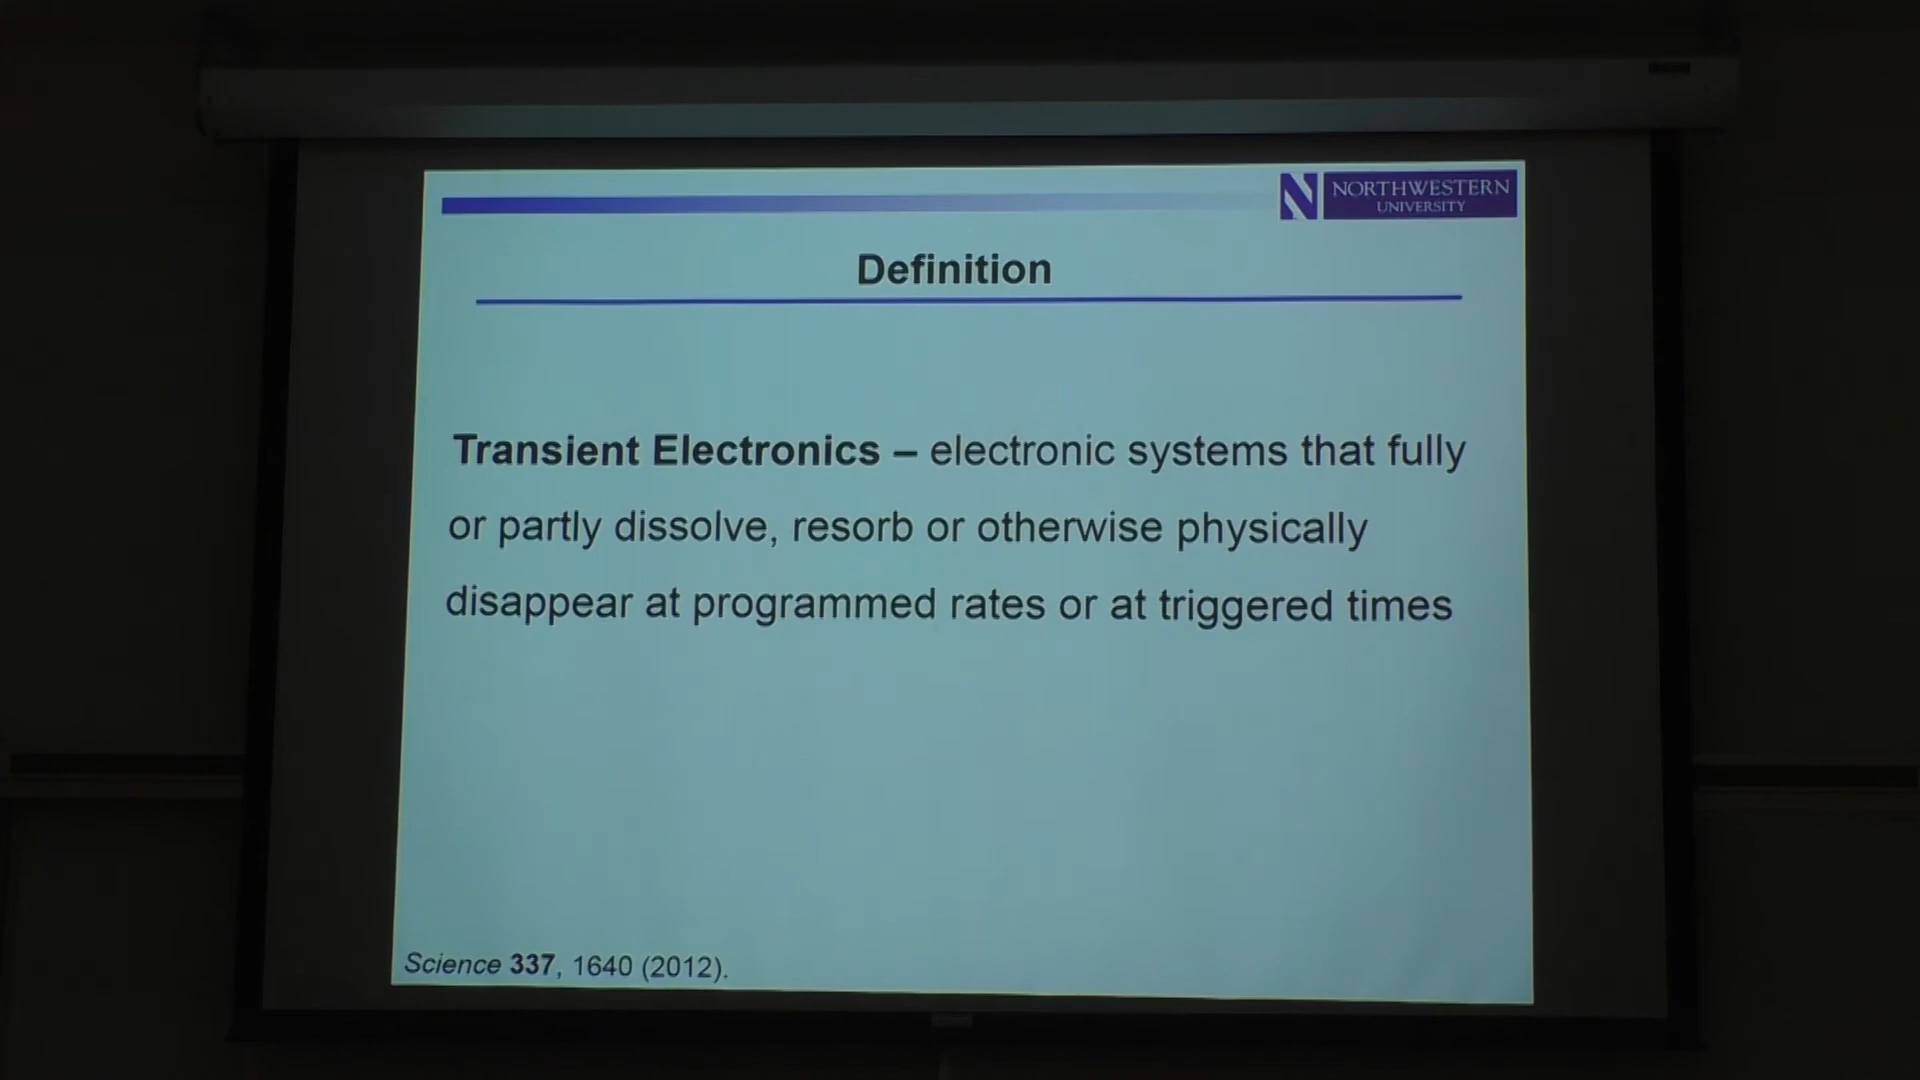 N NORTHWESTERN
UNIVERSITY
Definition
Transient Electronics – electronic systems that fully
or partly dissolve, resorb or otherwise physically
disappear at programmed rates or at triggered times
Science 337, 1640 (2012).